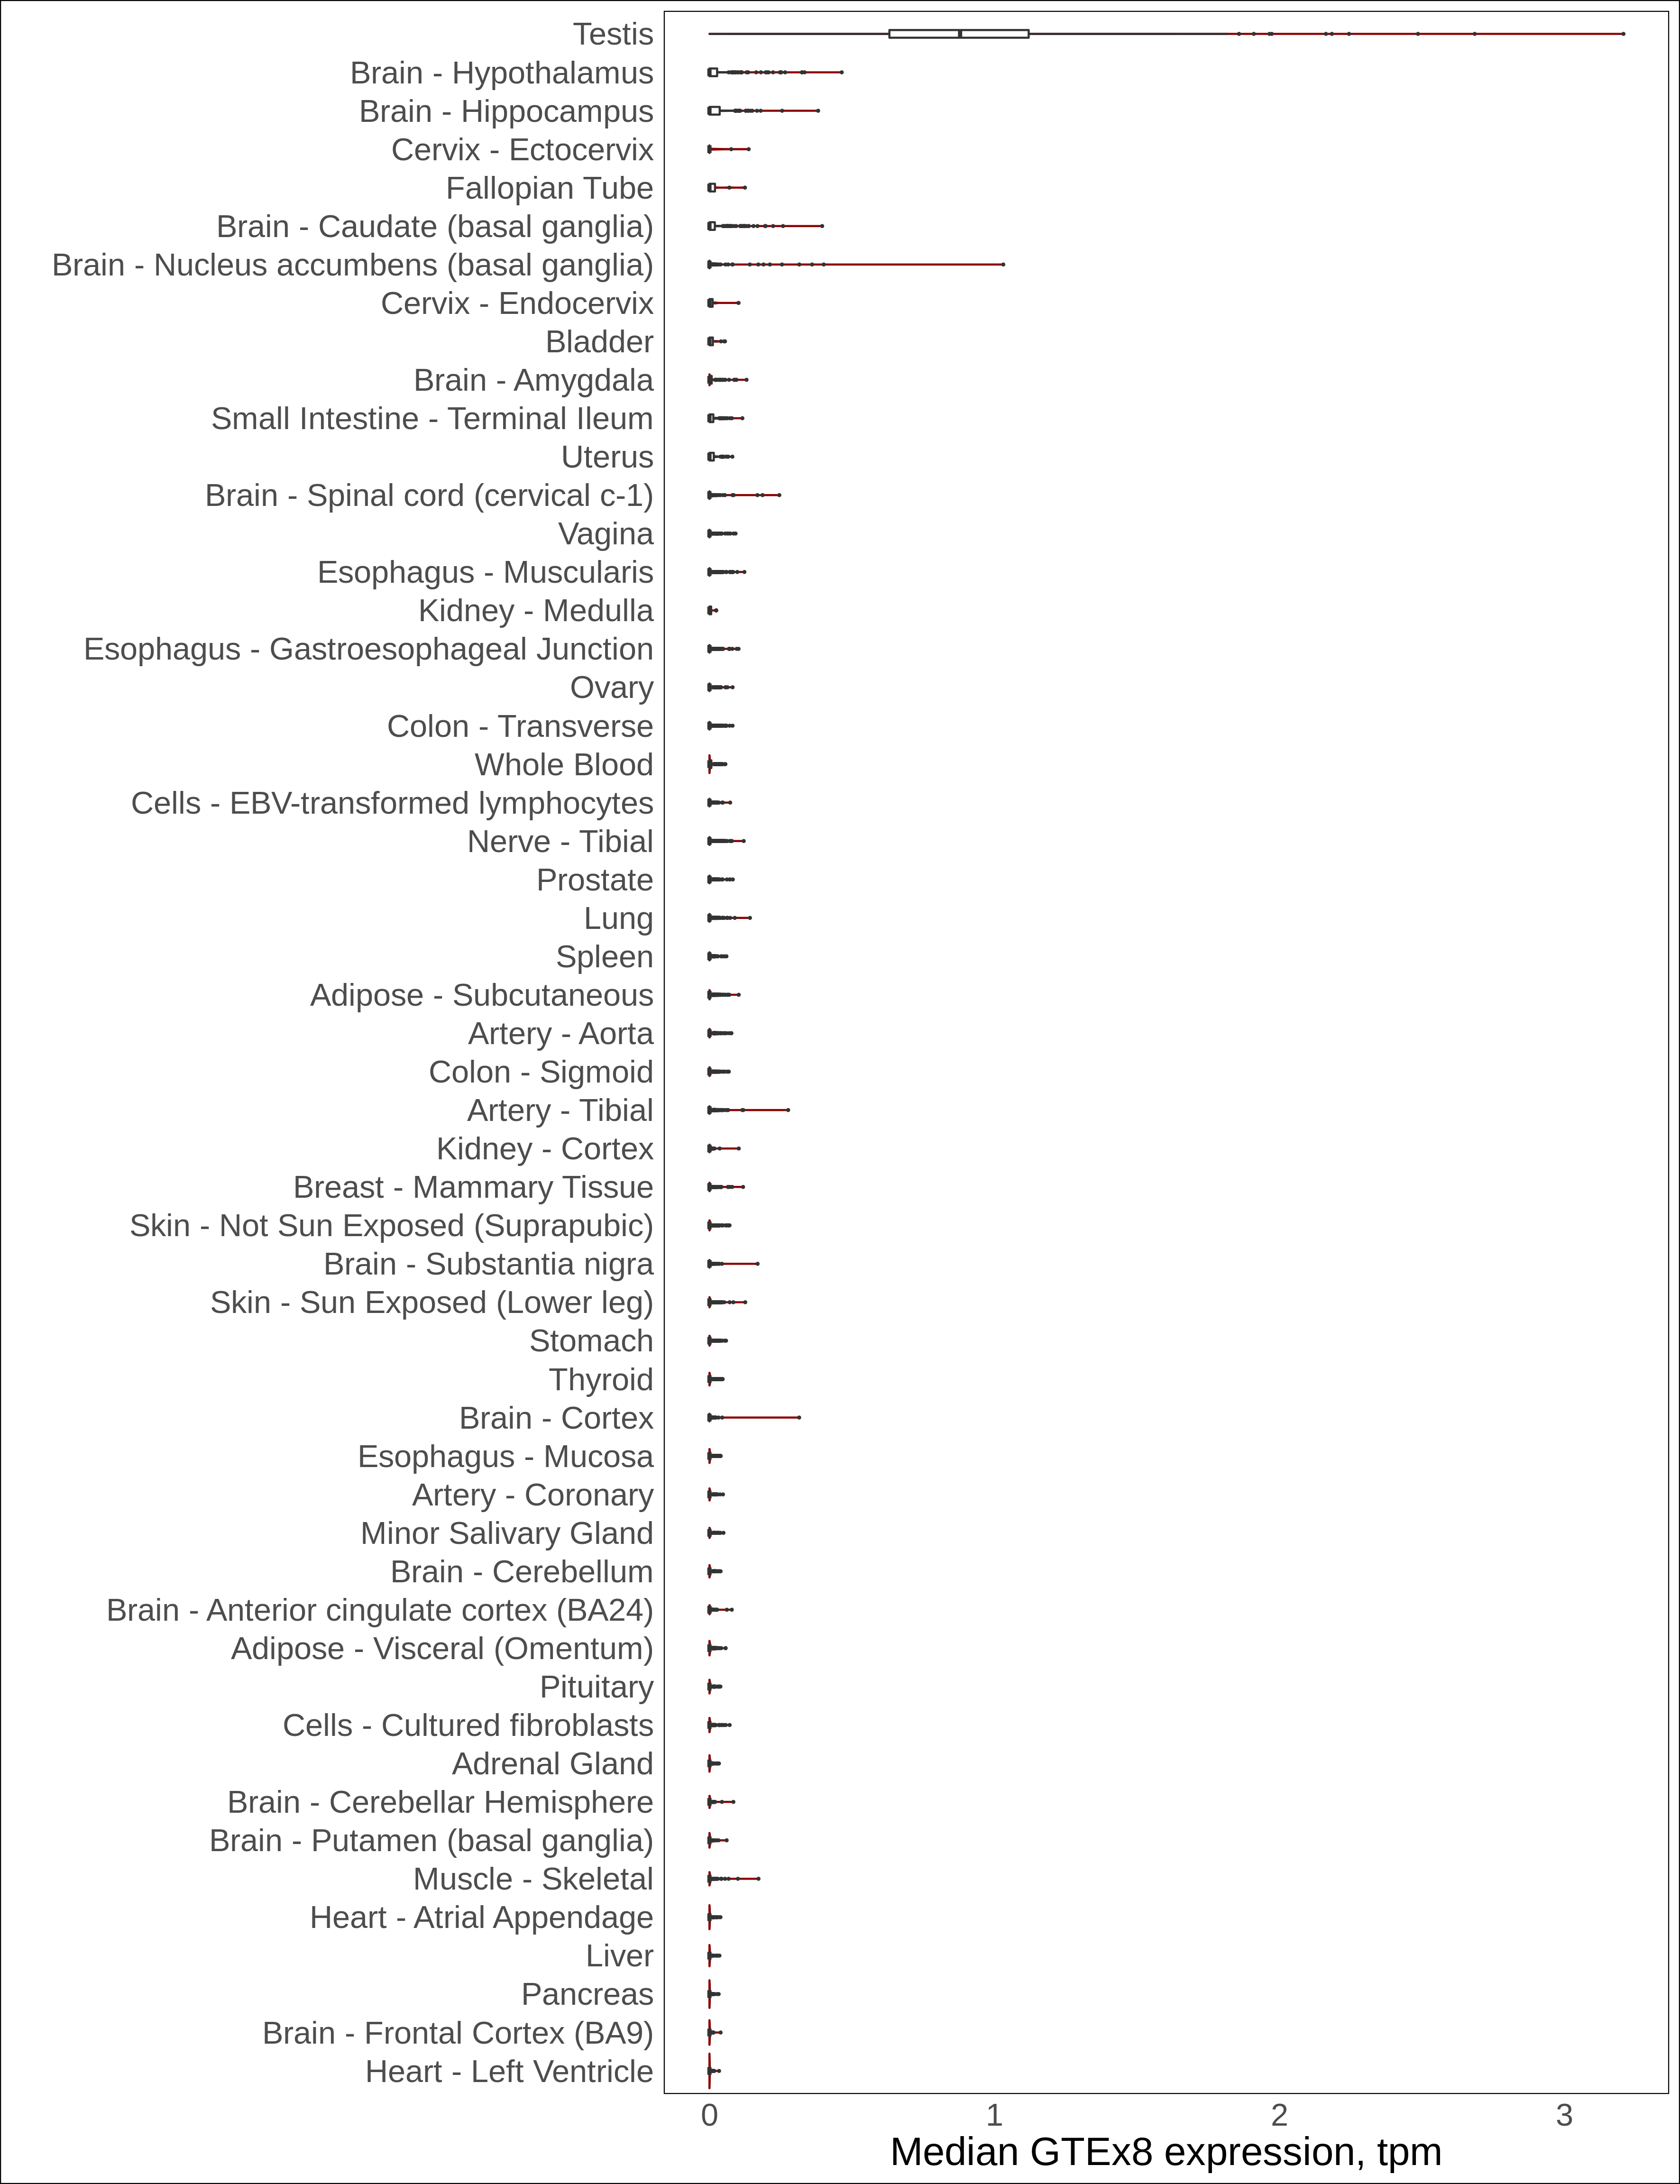 Testis
Brain - Hypothalamus
Brain - Hippocampus
Cervix - Ectocervix
Fallopian Tube
Brain - Caudate (basal ganglia)
Brain - Nucleus accumbens (basal ganglia)
Cervix - Endocervix
Bladder
Brain - Amygdala
Small Intestine - Terminal Ileum
Uterus
Brain - Spinal cord (cervical c-1)
Vagina
Esophagus - Muscularis
Kidney - Medulla
Esophagus - Gastroesophageal Junction
Ovary
Colon - Transverse
Whole Blood
Cells - EBV-transformed lymphocytes
Nerve - Tibial
Prostate
Lung
Spleen
Adipose - Subcutaneous
Artery - Aorta
Colon - Sigmoid
Artery - Tibial
Kidney - Cortex
Breast - Mammary Tissue
Skin - Not Sun Exposed (Suprapubic)
Brain - Substantia nigra
Skin - Sun Exposed (Lower leg)
Stomach
Thyroid
Brain - Cortex
Esophagus - Mucosa
Artery - Coronary
Minor Salivary Gland
Brain - Cerebellum
Brain - Anterior cingulate cortex (BA24)
Adipose - Visceral (Omentum)
Pituitary
Cells - Cultured fibroblasts
Adrenal Gland
Brain - Cerebellar Hemisphere
Brain - Putamen (basal ganglia)
Muscle - Skeletal
Heart - Atrial Appendage
Liver
Pancreas
Brain - Frontal Cortex (BA9)
Heart - Left Ventricle
0 1 2 3
Median GTEx8 expression, tpm